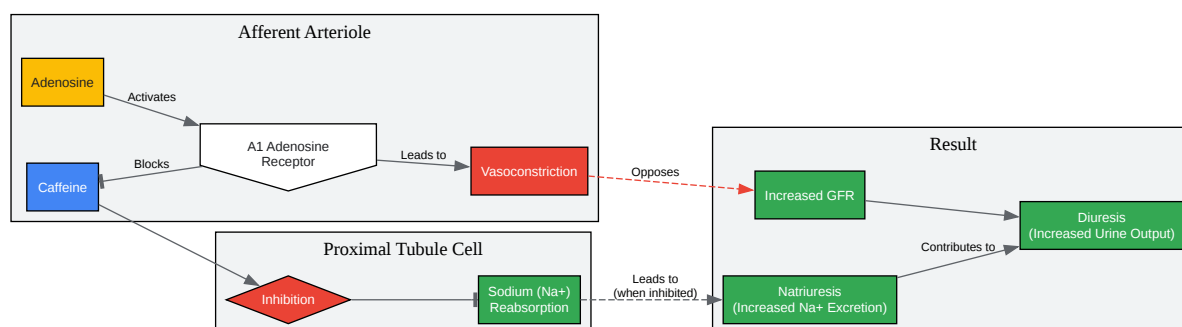 Afferent Arteriole
Adenosine
Activates
A1 Adenosine
Receptor
Blocks
Caffeine
Leads to
Vasoconstriction
Opposes
Proximal Tubule Cell
Inhibition
Sodium (Na+)
Reabsorption
Leads to
(when inhibited)
Result
Increased GFR
Diuresis
(Increased Urine Output)
Contributes to
Natriuresis
(Increased Na+ Excretion)